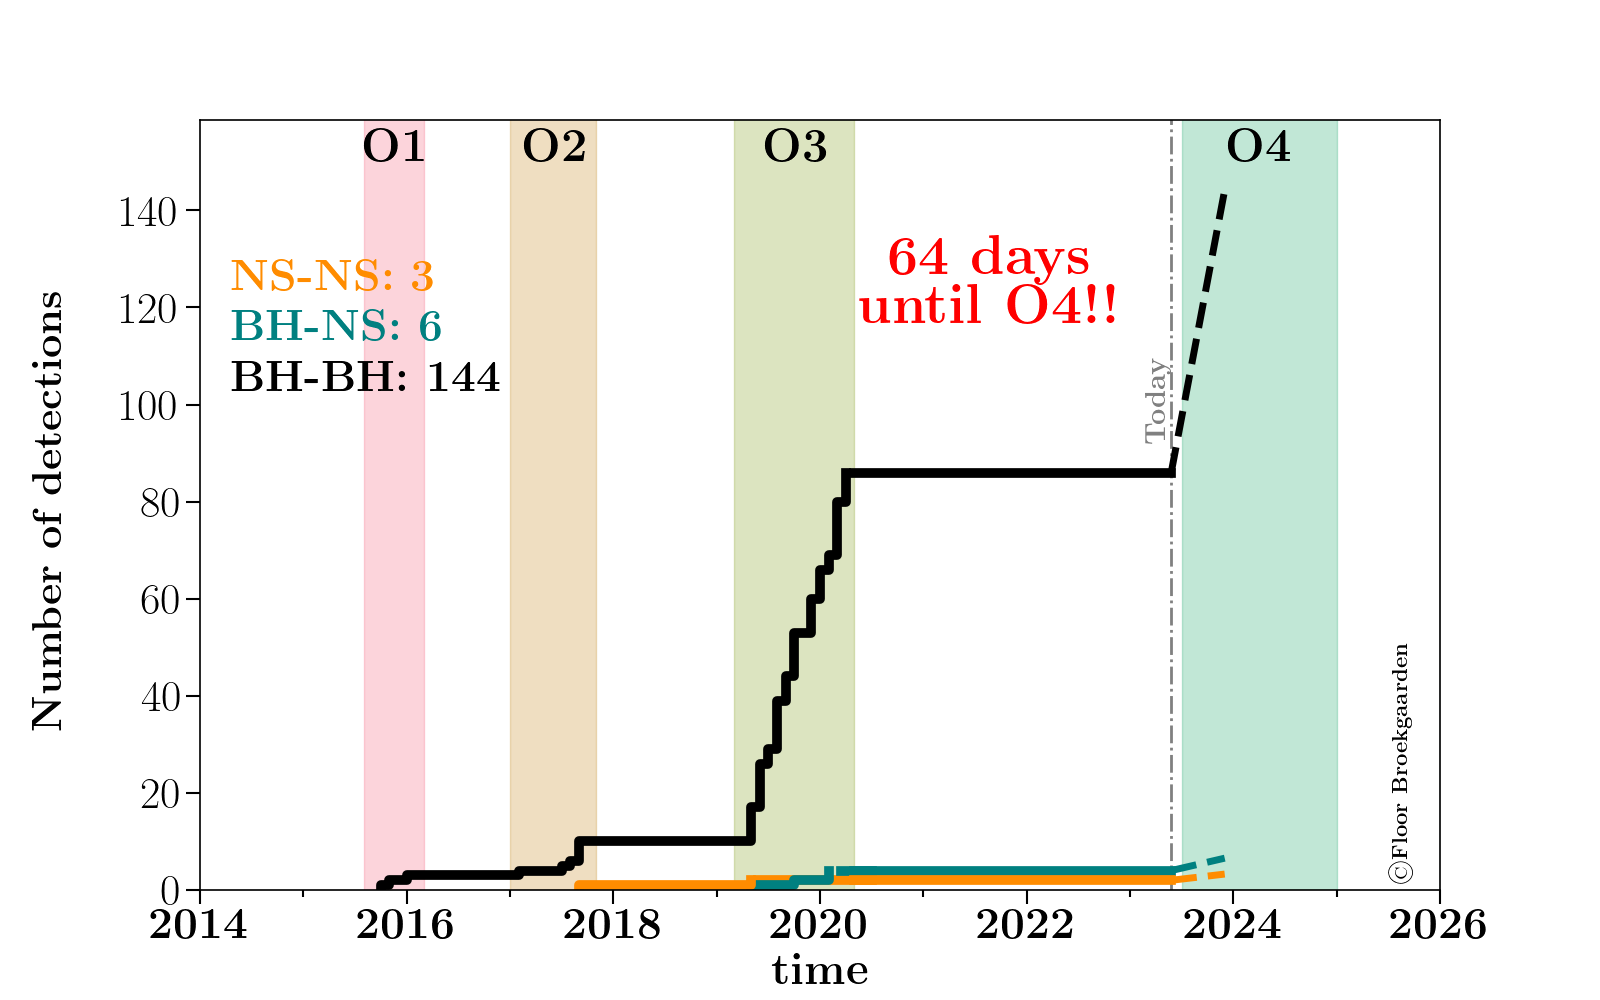 O1
O2
O3
O4
140
120
100
80
60
40
20
0
Number of detections
NS-NS: 3
BH-NS: 6
BH-BH: 144
64 days
until O4!!
Today
©Floor Broekgaarden
2014
2016
2018
2020
2022
2024
2026
time